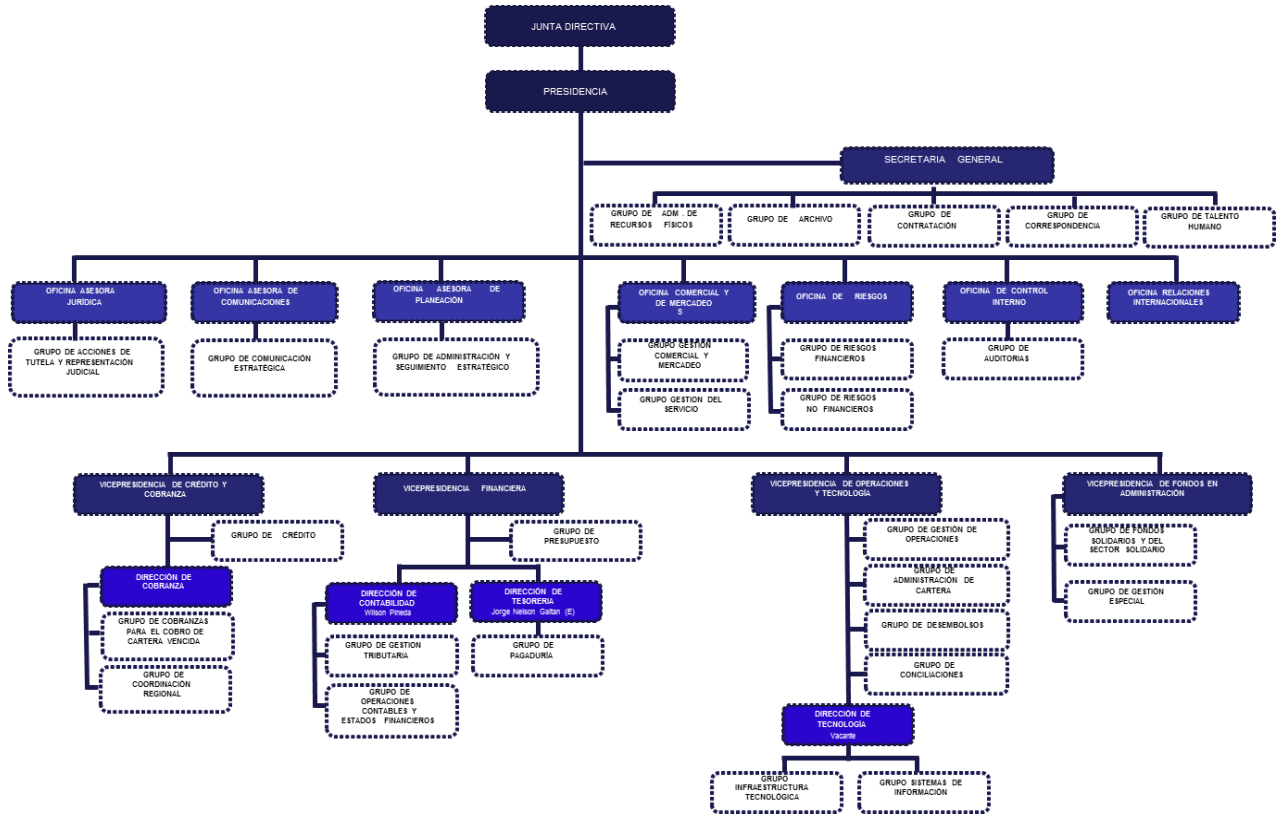 JUNTA DIRECTIVA
PRESIDENCIA
SECRETARIA GENERAL
GRUPO DE ADM . DE
RECURSOS FÍSICOS
GRUPO DE ARCHIVO
GRUPO DE
CONTRATACIÓN
GRUPO DE
CORRESPONDENCIA
GRUPO DE TALENTO
HUMANO
OFICINA ASESORA
JURÍDICA
OFICINA ASESORA DE
COMUNICACIONES
OFICINA ASESORA DE
PLANEACIÓN
OFICINA COMERCIAL Y
DE MERCADEO
S
OFICINA DE RIESGOS
OFICINA DE CONTROL
INTERNO
OFICINA RELACIONES
INTERNACIONALES
GRUPO DE ACCIONES DE
TUTELA Y REPRESENTACIÓN
JUDICIAL
GRUPO DE COMUNICACIÓN
ESTRATÉGICA
GRUPO DE ADMINISTRACIÓN Y
SEGUIMIENTO ESTRATÉGICO
GRUPO GESTIÓN
COMERCIAL Y
MERCADEO
GRUPO DE RIESGOS
FINANCIEROS
GRUPO DE
AUDITORIAS
GRUPO GESTION DEL
SERVICIO
GRUPO DE RIESGOS
NO FINANCIEROS
VICEPRESIDENCIA DE CRÉDITO Y
COBRANZA
VICEPRESIDENCIA FINANCIERA
VICEPRESIDENCIA DE OPERACIONES
Y TECNOLOGÍA
VICEPRESIDENCIA DE FONDOS EN
ADMINISTRACIÓN
GRUPO DE CRÉDITO
GRUPO DE
PRESUPUESTO
GRUPO DE GESTIÓN DE
OPERACIONES
GRUPO DE FONDOS
SOLIDARIOS Y DEL
SECTOR SOLIDARIO
DIRECCIÓN DE
COBRANZA
DIRECCIÓN DE
CONTABILIDAD
Wilson Pineda
DIRECCIÓN DE
TESORERIA
Jorge Nelson Gaitan (E)
GRUPO DE
ADMINISTRACIÓN DE
CARTERA
GRUPO DE GESTIÓN
ESPECIAL
GRUPO DE COBRANZAS
PARA EL COBRO DE
CARTERA VENCIDA
GRUPO DE GESTION
TRIBUTARIA
GRUPO DE
PAGADURÍA
GRUPO DE DESEMBOLSOS
GRUPO DE
COORDINACIÓN
REGIONAL
GRUPO DE
OPERACIONES
CONTABLES Y
ESTADOS FINANCIEROS
GRUPO DE
CONCILIACIONES
DIRECCIÓN DE
TECNOLOGÍA
Vacante
GRUPO
INFRAESTRUCTURA
TECNOLÓGICA
GRUPO SISTEMAS DE
INFORMACIÓN